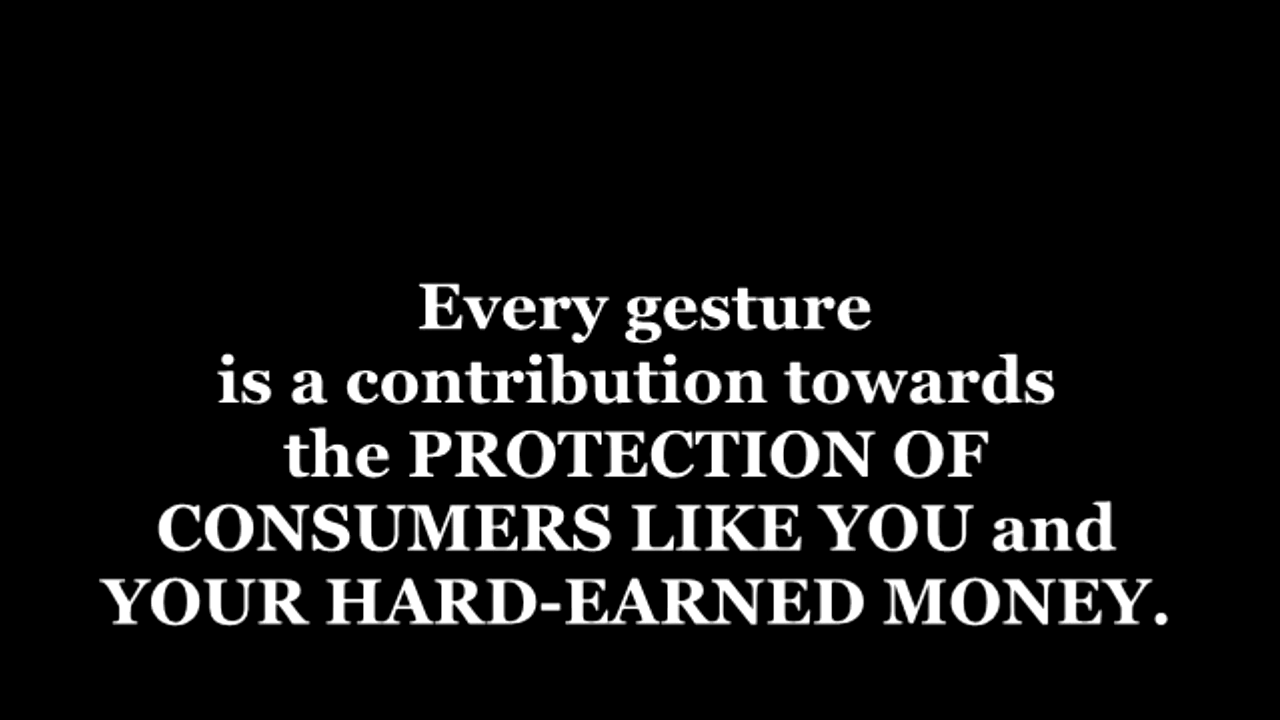 Every gesture
is a contribution towards
the PROTECTION OF
CONSUMERS LIKE YOU and
YOUR HARD-EARNED MONEY.